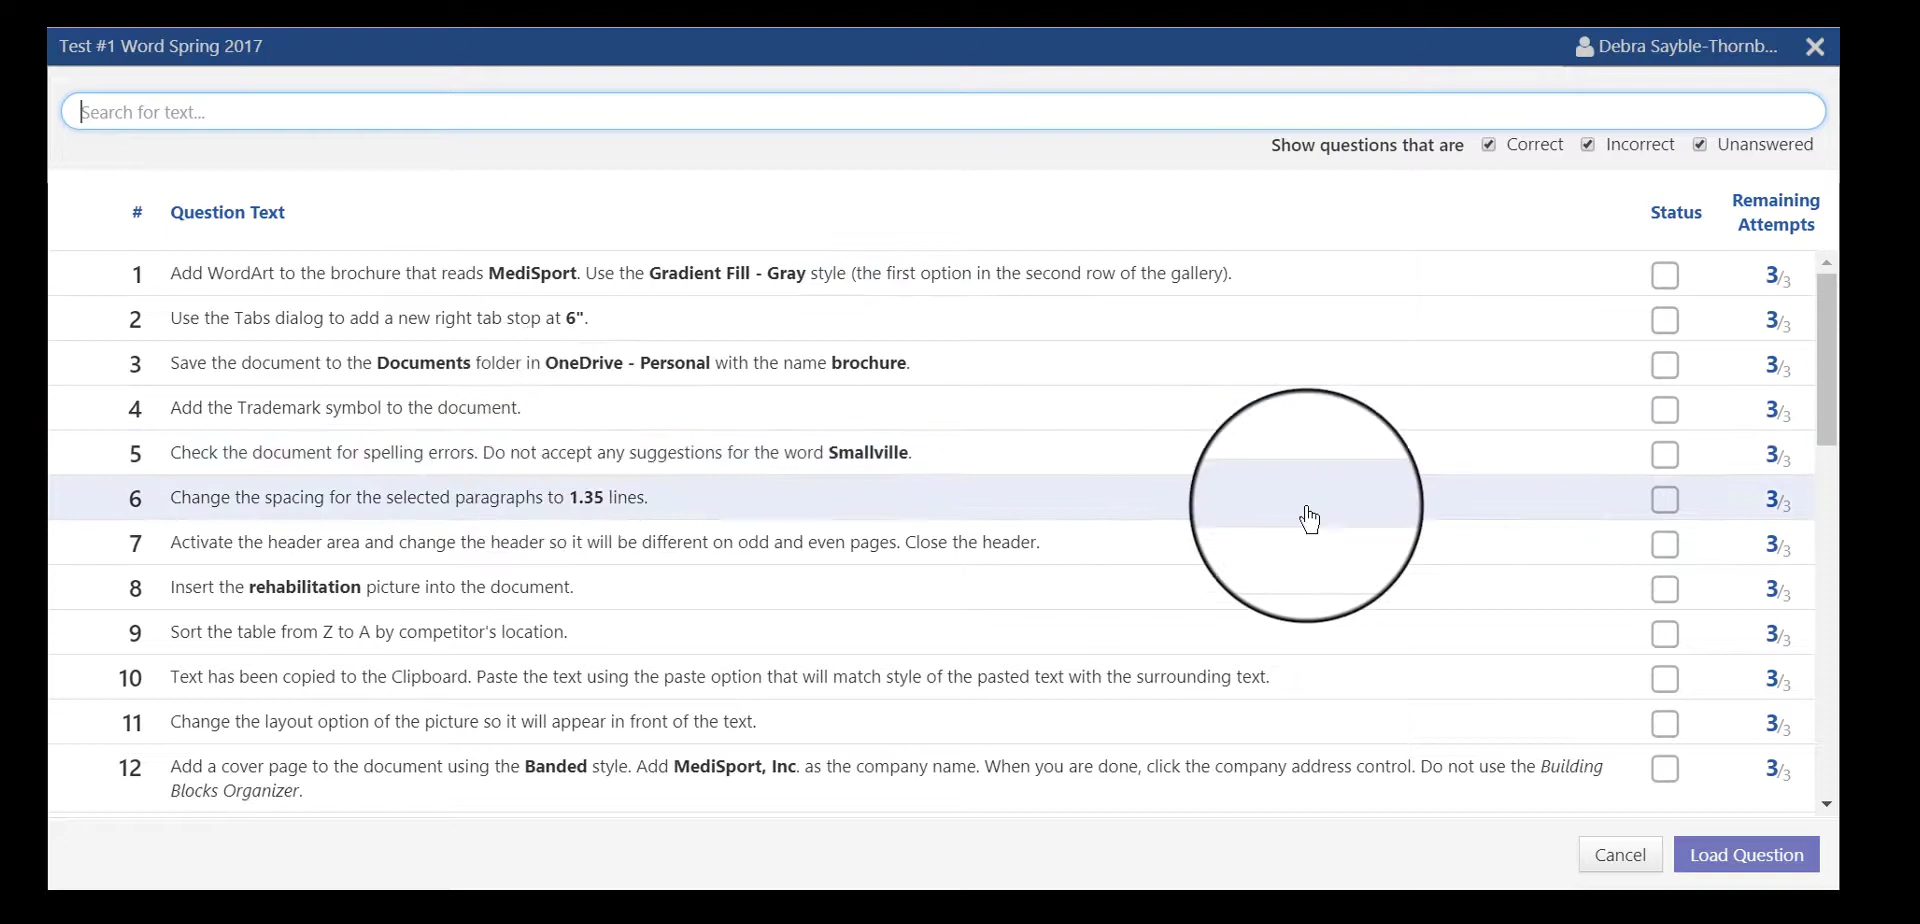 Test #1 Word Spring 2017
Debra Sayble-Thornb...
Search for text...
Show questions that are Correct Incorrect Unanswered
# Question Text Status Remaining Attempts
1 Add WordArt to the brochure that reads MediSport. Use the Gradient Fill - Gray style (the first option in the second row of the gallery). 3/3
2 Use the Tabs dialog to add a new right tab stop at 6". 3/3
3 Save the document to the Documents folder in OneDrive - Personal with the name brochure. 3/3
4 Add the Trademark symbol to the document. 3/3
5 Check the document for spelling errors. Do not accept any suggestions for the word Smallville. 3/3
6 Change the spacing for the selected paragraphs to 1.35 lines. 3/3
7 Activate the header area and change the header so it will be different on odd and even pages. Close the header. 3/3
8 Insert the rehabilitation picture into the document. 3/3
9 Sort the table from Z to A by competitor's location. 3/3
10 Text has been copied to the Clipboard. Paste the text using the paste option that will match style of the pasted text with the surrounding text. 3/3
11 Change the layout option of the picture so it will appear in front of the text. 3/3
12 Add a cover page to the document using the Banded style. Add MediSport, Inc. as the company name. When you are done, click the company address control. Do not use the Building 3/3
Blocks Organizer.
Cancel Load Question